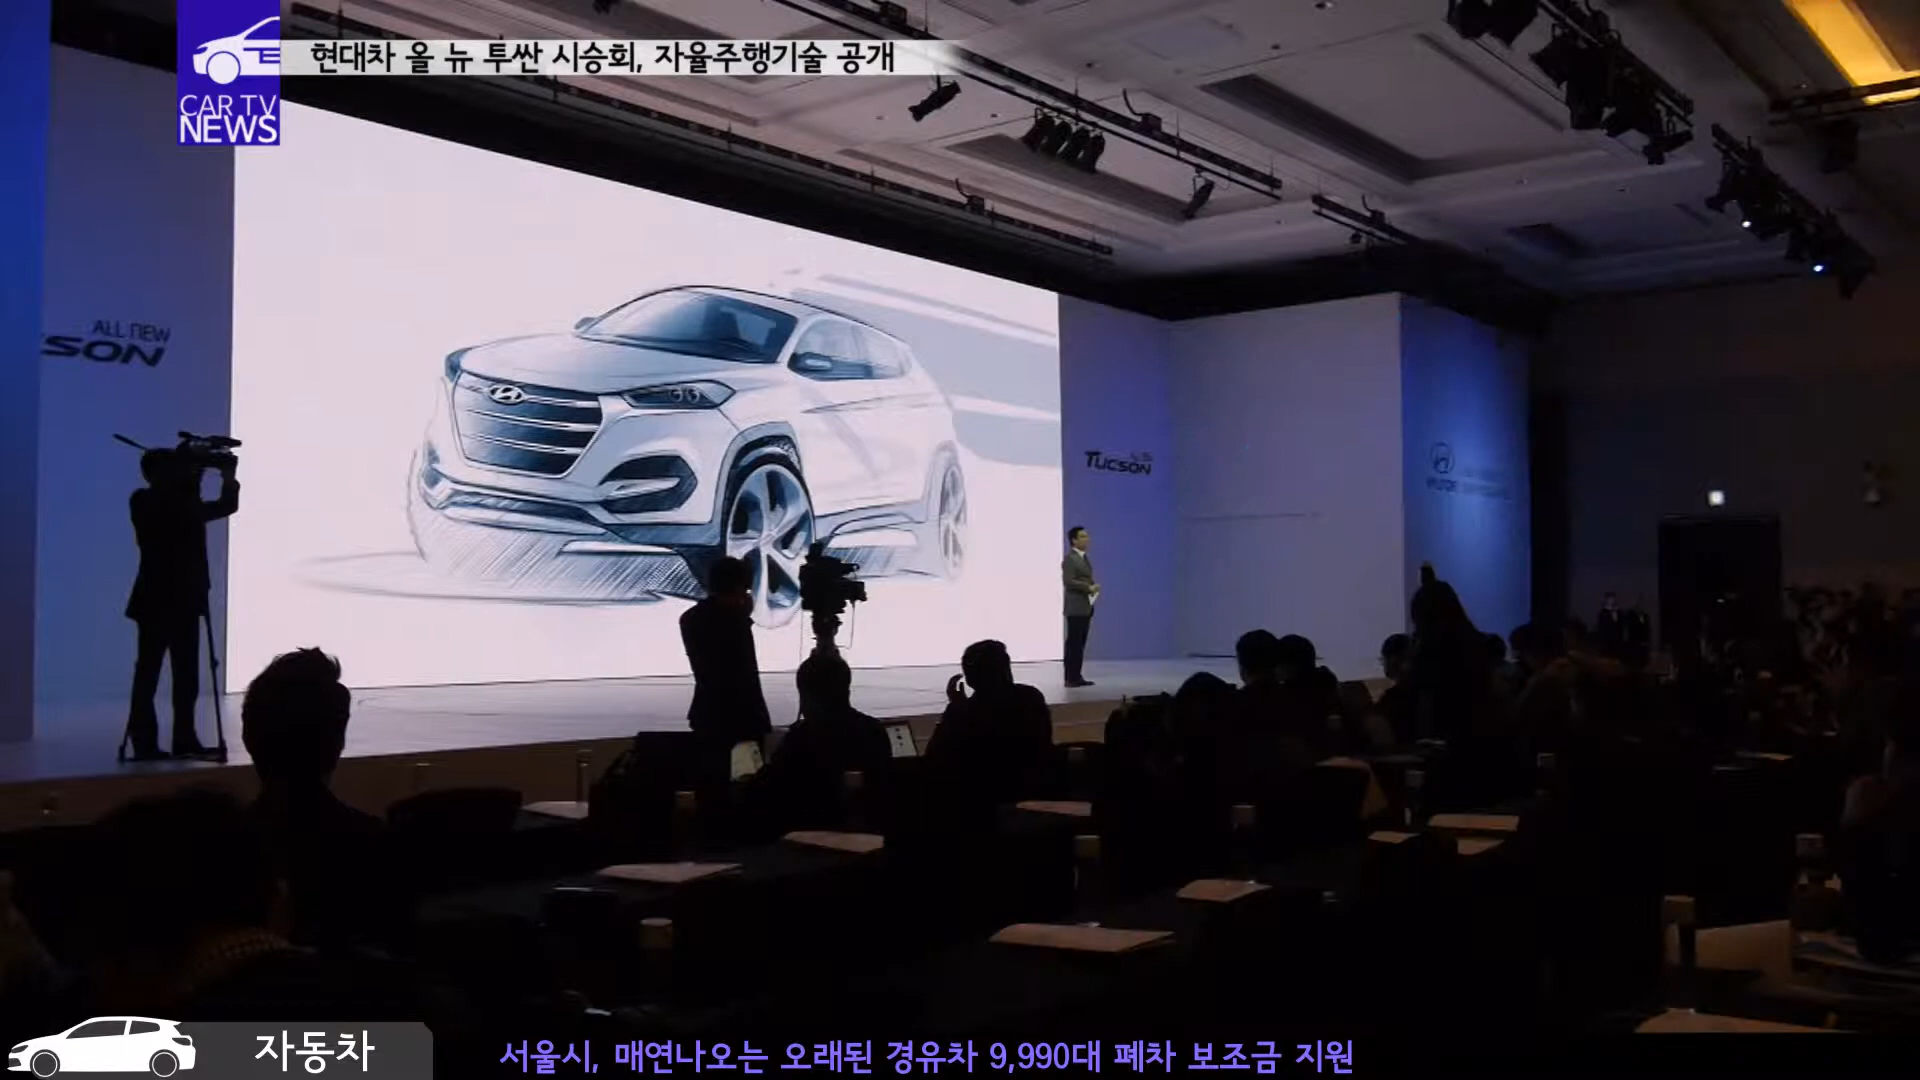 현대차 올 뉴 투싼 시승회, 자율주행기술 공개
CAR TV
NEWS
ALL NEW
SON
TUCSON
자동차
서울시, 매연나오는 오래된 경유차 9,990대 폐차 보조금 지원